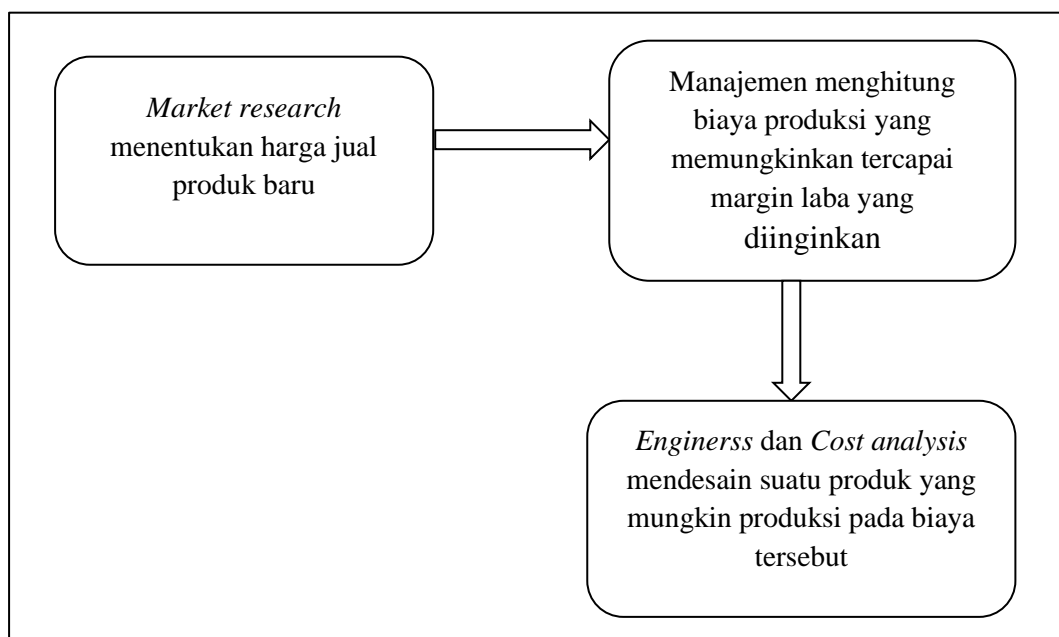 Market research
menentukan harga jual
produk baru
Manajemen menghitung
biaya produksi yang
memungkinkan tercapai
margin laba yang
diinginkan
Enginerss dan Cost analysis
mendesain suatu produk yang
mungkin produksi pada biaya
tersebut